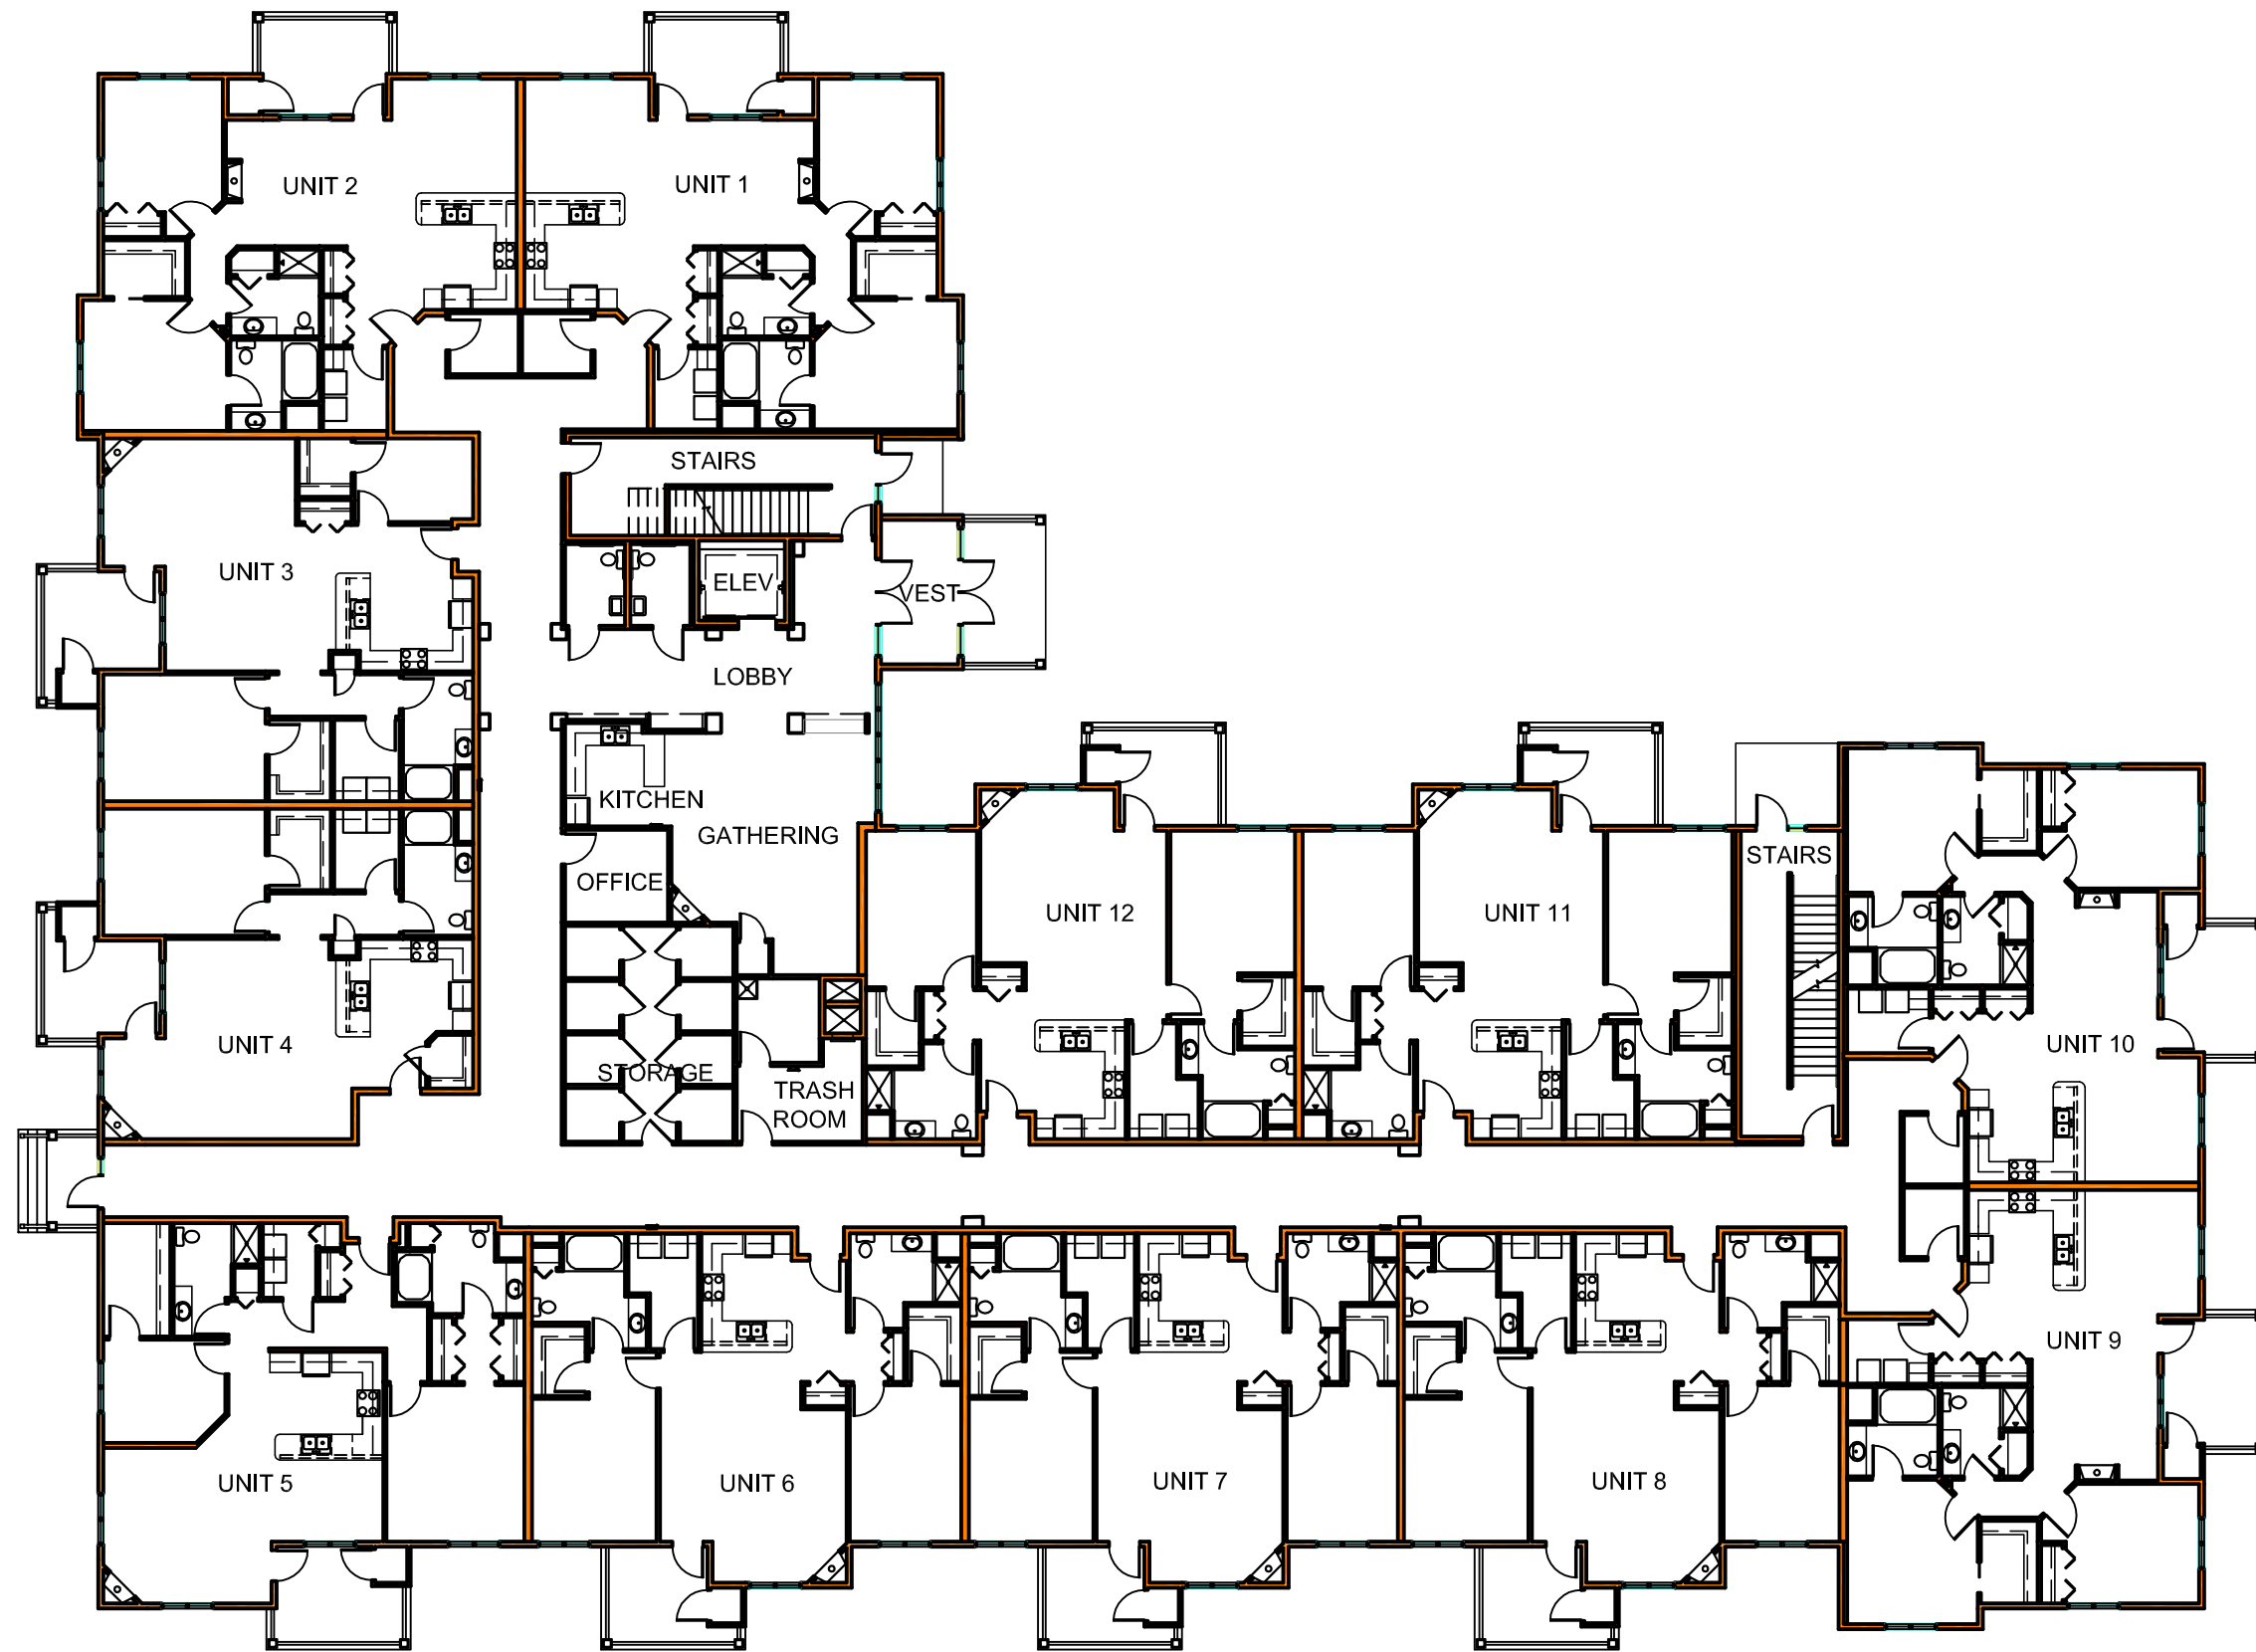 UNIT 2
UNIT 1
STAIRS
UNIT 3
ELEV
VEST
LOBBY
KITCHEN
GATHERING
STAIRS
OFFICE
UNIT 12
UNIT 11
UNIT 4
UNIT 10
STORAGE
TRASH
ROOM
UNIT 9
UNIT 5
UNIT 6
UNIT 7
UNIT 8